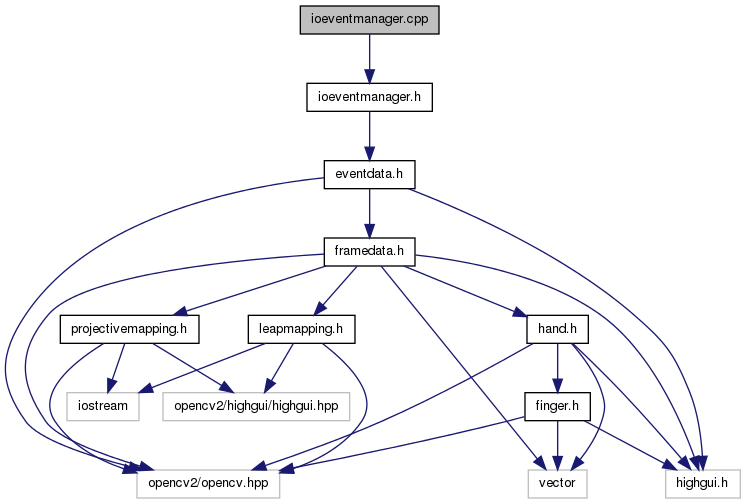 ioeventmanager.cpp
ioeventmanager.h
eventdata.h
framedata.h
projectivemapping.h
leapmapping.h
hand.h
iostream
opencv2/highgui/highgui.hpp
finger.h
opencv2/opencv.hpp
vector
highgui.h